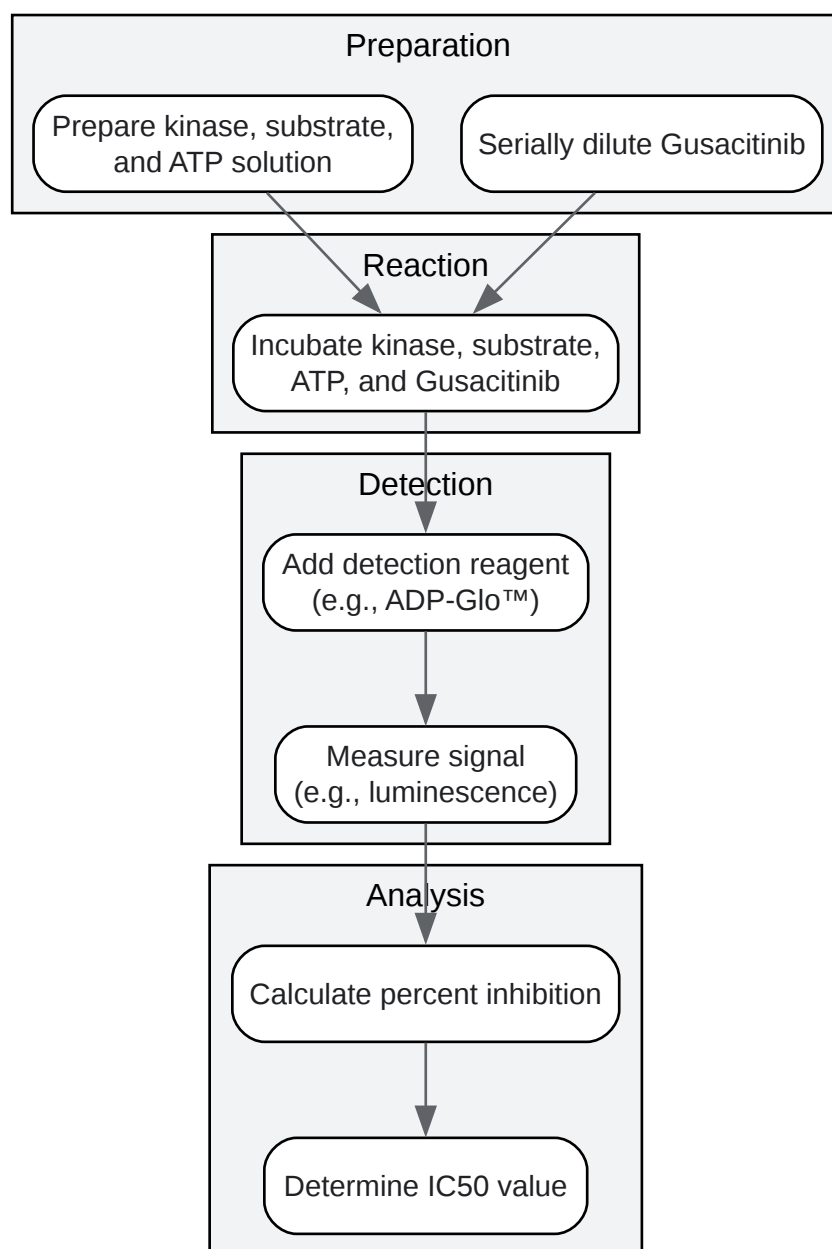 Preparation
Prepare kinase, substrate,
and ATP solution
Serially dilute Gusacitinib
Reaction
Incubate kinase, substrate,
ATP, and Gusacitinib
Detection
Add detection reagent
(e.g., ADP-Glo™)
Measure signal
(e.g., luminescence)
Analysis
Calculate percent inhibition
Determine IC50 value